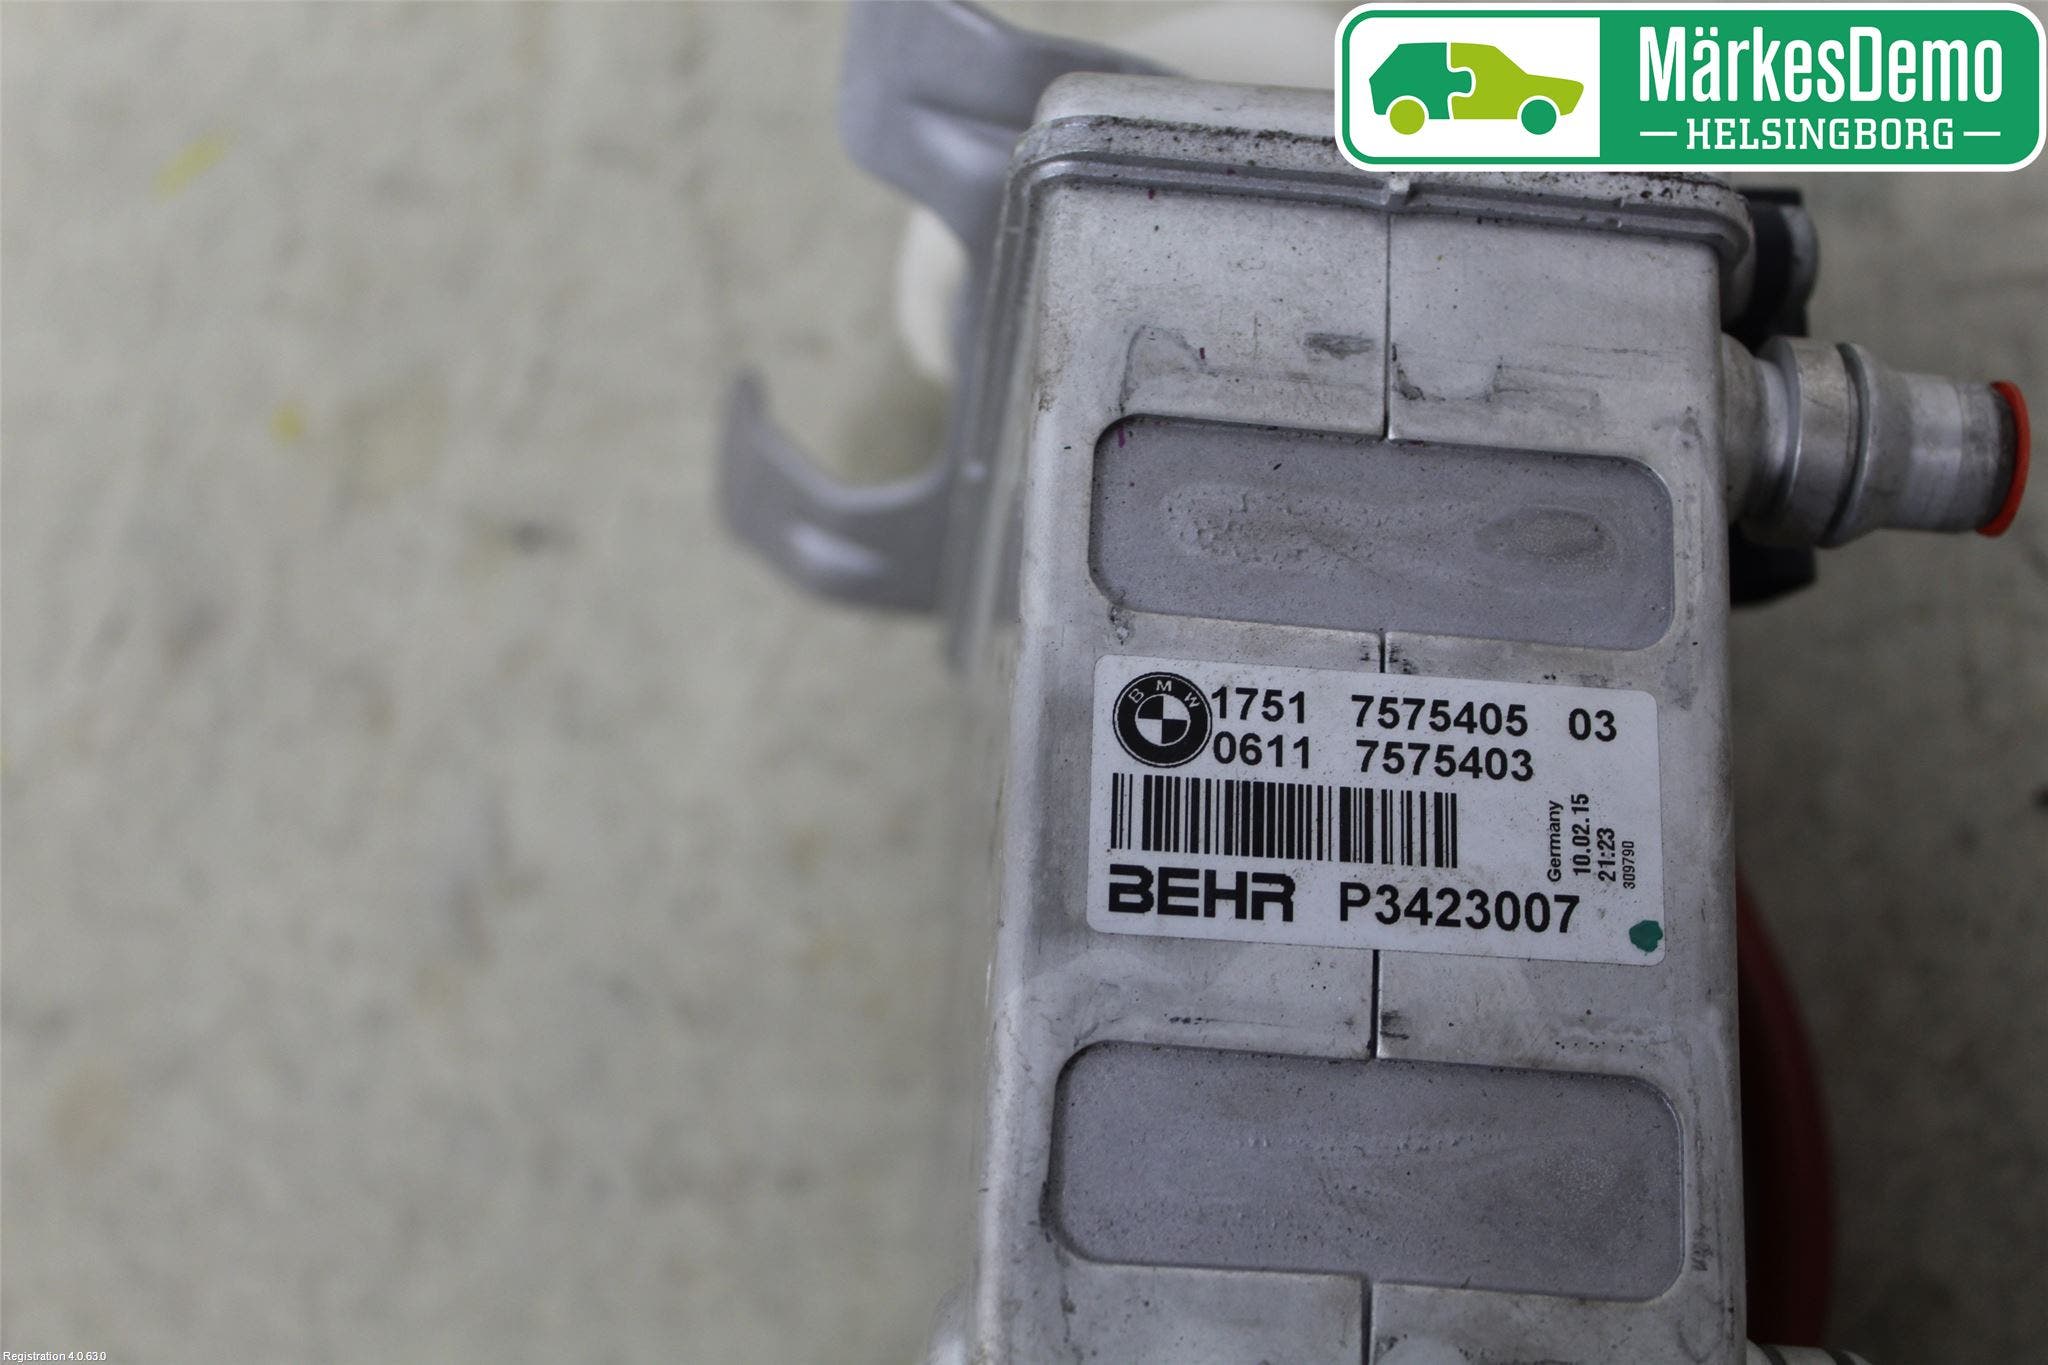 MärkesDemo
HELSINGBORG
BMW
1751 7575405 03
0611 7575403
Germany
10.02.15
21:23
309790
BEHR P3423007
Registration 4.0.63.0